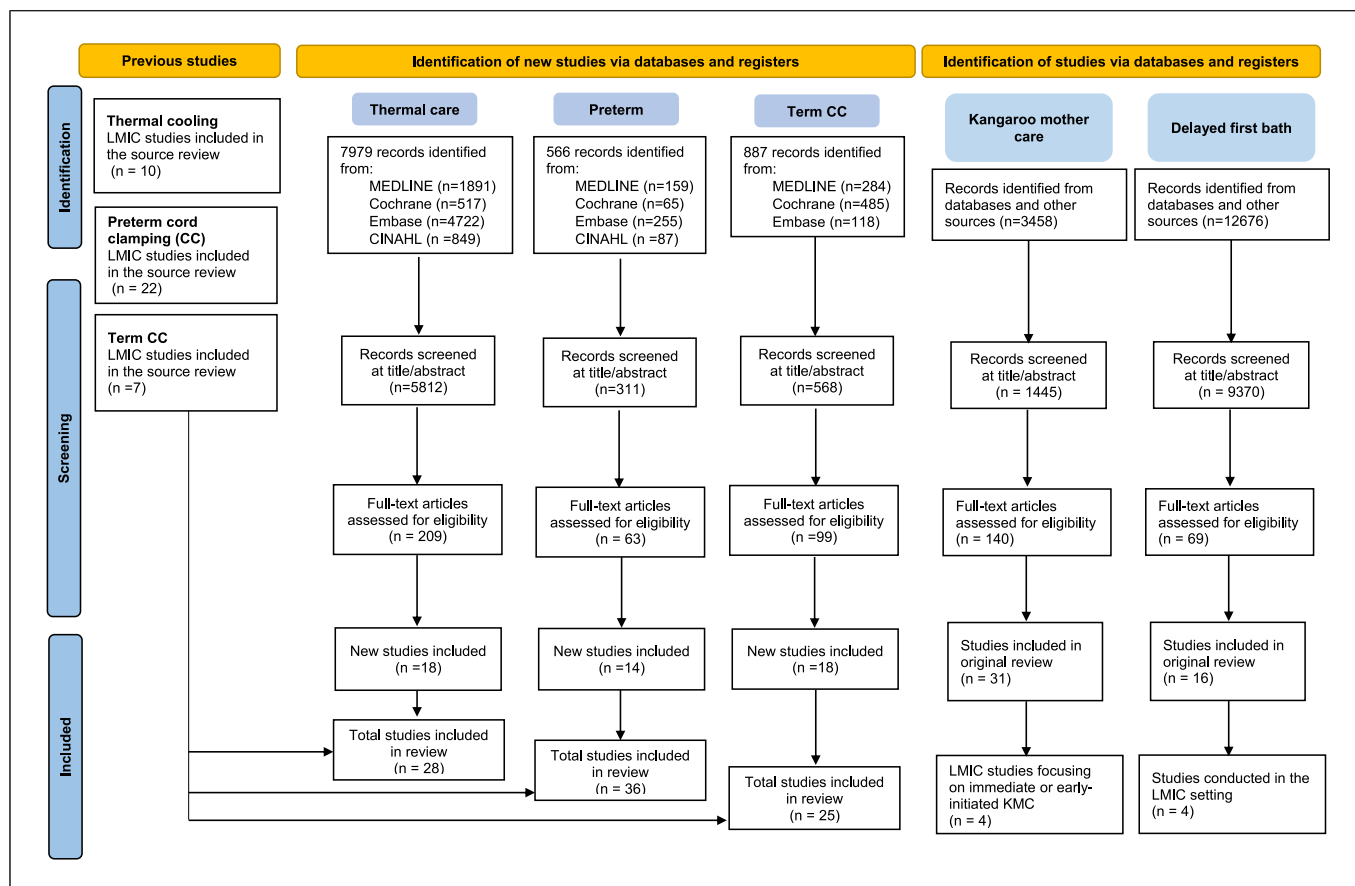 Previous studies
Identification of new studies via databases and registers
Identification of studies via databases and registers
Identification
Screening
Included
Thermal cooling
LMIC studies included in
the source review
(n = 10)
Preterm cord
clamping (CC)
LMIC studies included
in the source review
(n = 22)
Term CC
LMIC studies included
in the source review
(n =7)
Thermal care
7979 records identified
from:
MEDLINE (n=1891)
Cochrane (n=517)
Embase (n=4722)
CINAHL (n =849)
Records screened
at title/abstract
(n=5812)
Full-text articles
assessed for eligibility
(n = 209)
New studies included
(n =18)
Total studies included
in review
(n = 28)
Preterm
566 records identified
from:
MEDLINE (n=159)
Cochrane (n=65)
Embase (n=255)
CINAHL (n =87)
Records screened
at title/abstract
(n=311)
Full-text articles
assessed for eligibility
(n = 63)
New studies included
(n =14)
Total studies included
in review
(n = 36)
Term CC
887 records identified
from:
MEDLINE (n=284)
Cochrane (n=485)
Embase (n=118)
Records screened
at title/abstract
(n=568)
Full-text articles
assessed for eligibility
(n =99)
New studies included
(n =18)
Total studies included
in review
(n = 25)
Kangaroo mother
care
Records identified from
databases and other
sources (n=3458)
Records screened at
title/abstract
(n = 1445)
Full-text articles
assessed for eligibility
(n = 140)
Studies included in
original review
(n = 31)
LMIC studies focusing
on immediate or early-
initiated KMC
(n = 4)
Delayed first bath
Records identified from
databases and other
sources (n=12676)
Records screened at
title/abstract
(n = 9370)
Full-text articles
assessed for eligibility
(n = 69)
Studies included in
original review
(n = 16)
Studies conducted in the
LMIC setting
(n = 4)